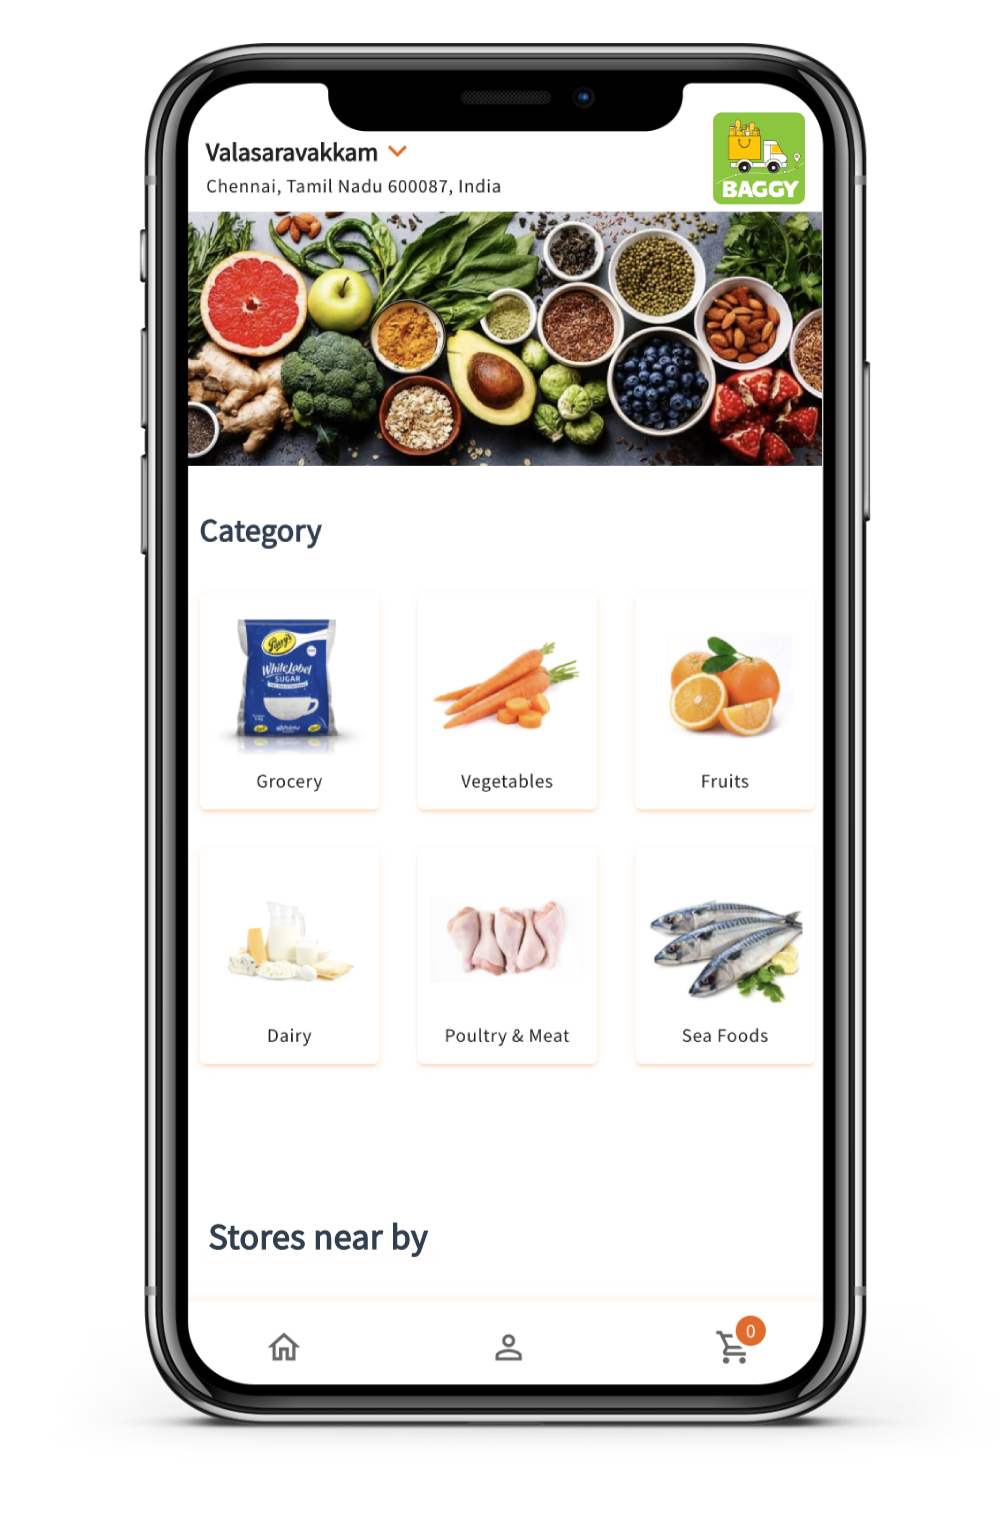 Valasaravakkam
Chennai, Tamil Nadu 600087, India
BAGGY
Category
White Label
SUGAR
Grocery
Vegetables
Fruits
Dairy
Poultry & Meat
Sea Foods
Stores near by
0